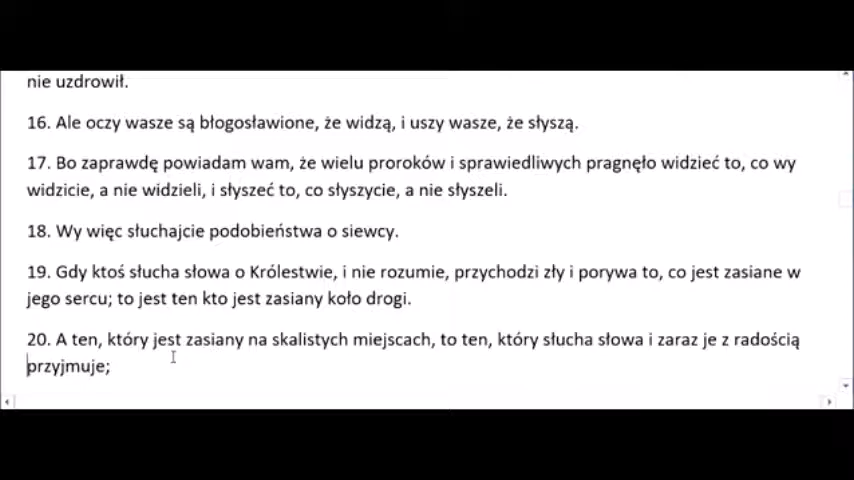 nie uzdrowił.
16. Ale oczy wasze są błogosławione, że widzą, i uszy wasze, że słyszą.
17. Bo zaprawdę powiadam wam, że wielu proroków i sprawiedliwych pragnęło widzieć to, co wy
widzicie, a nie widzieli, i słyszeć to, co słyszycie, a nie słyszeli.
18. Wy więc słuchajcie podobieństwa o siewcy.
19. Gdy ktoś słucha słowa o Królestwie, i nie rozumie, przychodzi zły i porywa to, co jest zasiane w
jego sercu; to jest ten kto jest zasiany koło drogi.
20. A ten, który jest zasiany na skalistych miejscach, to ten, który słucha słowa i zaraz je z radością
przyjmuje;